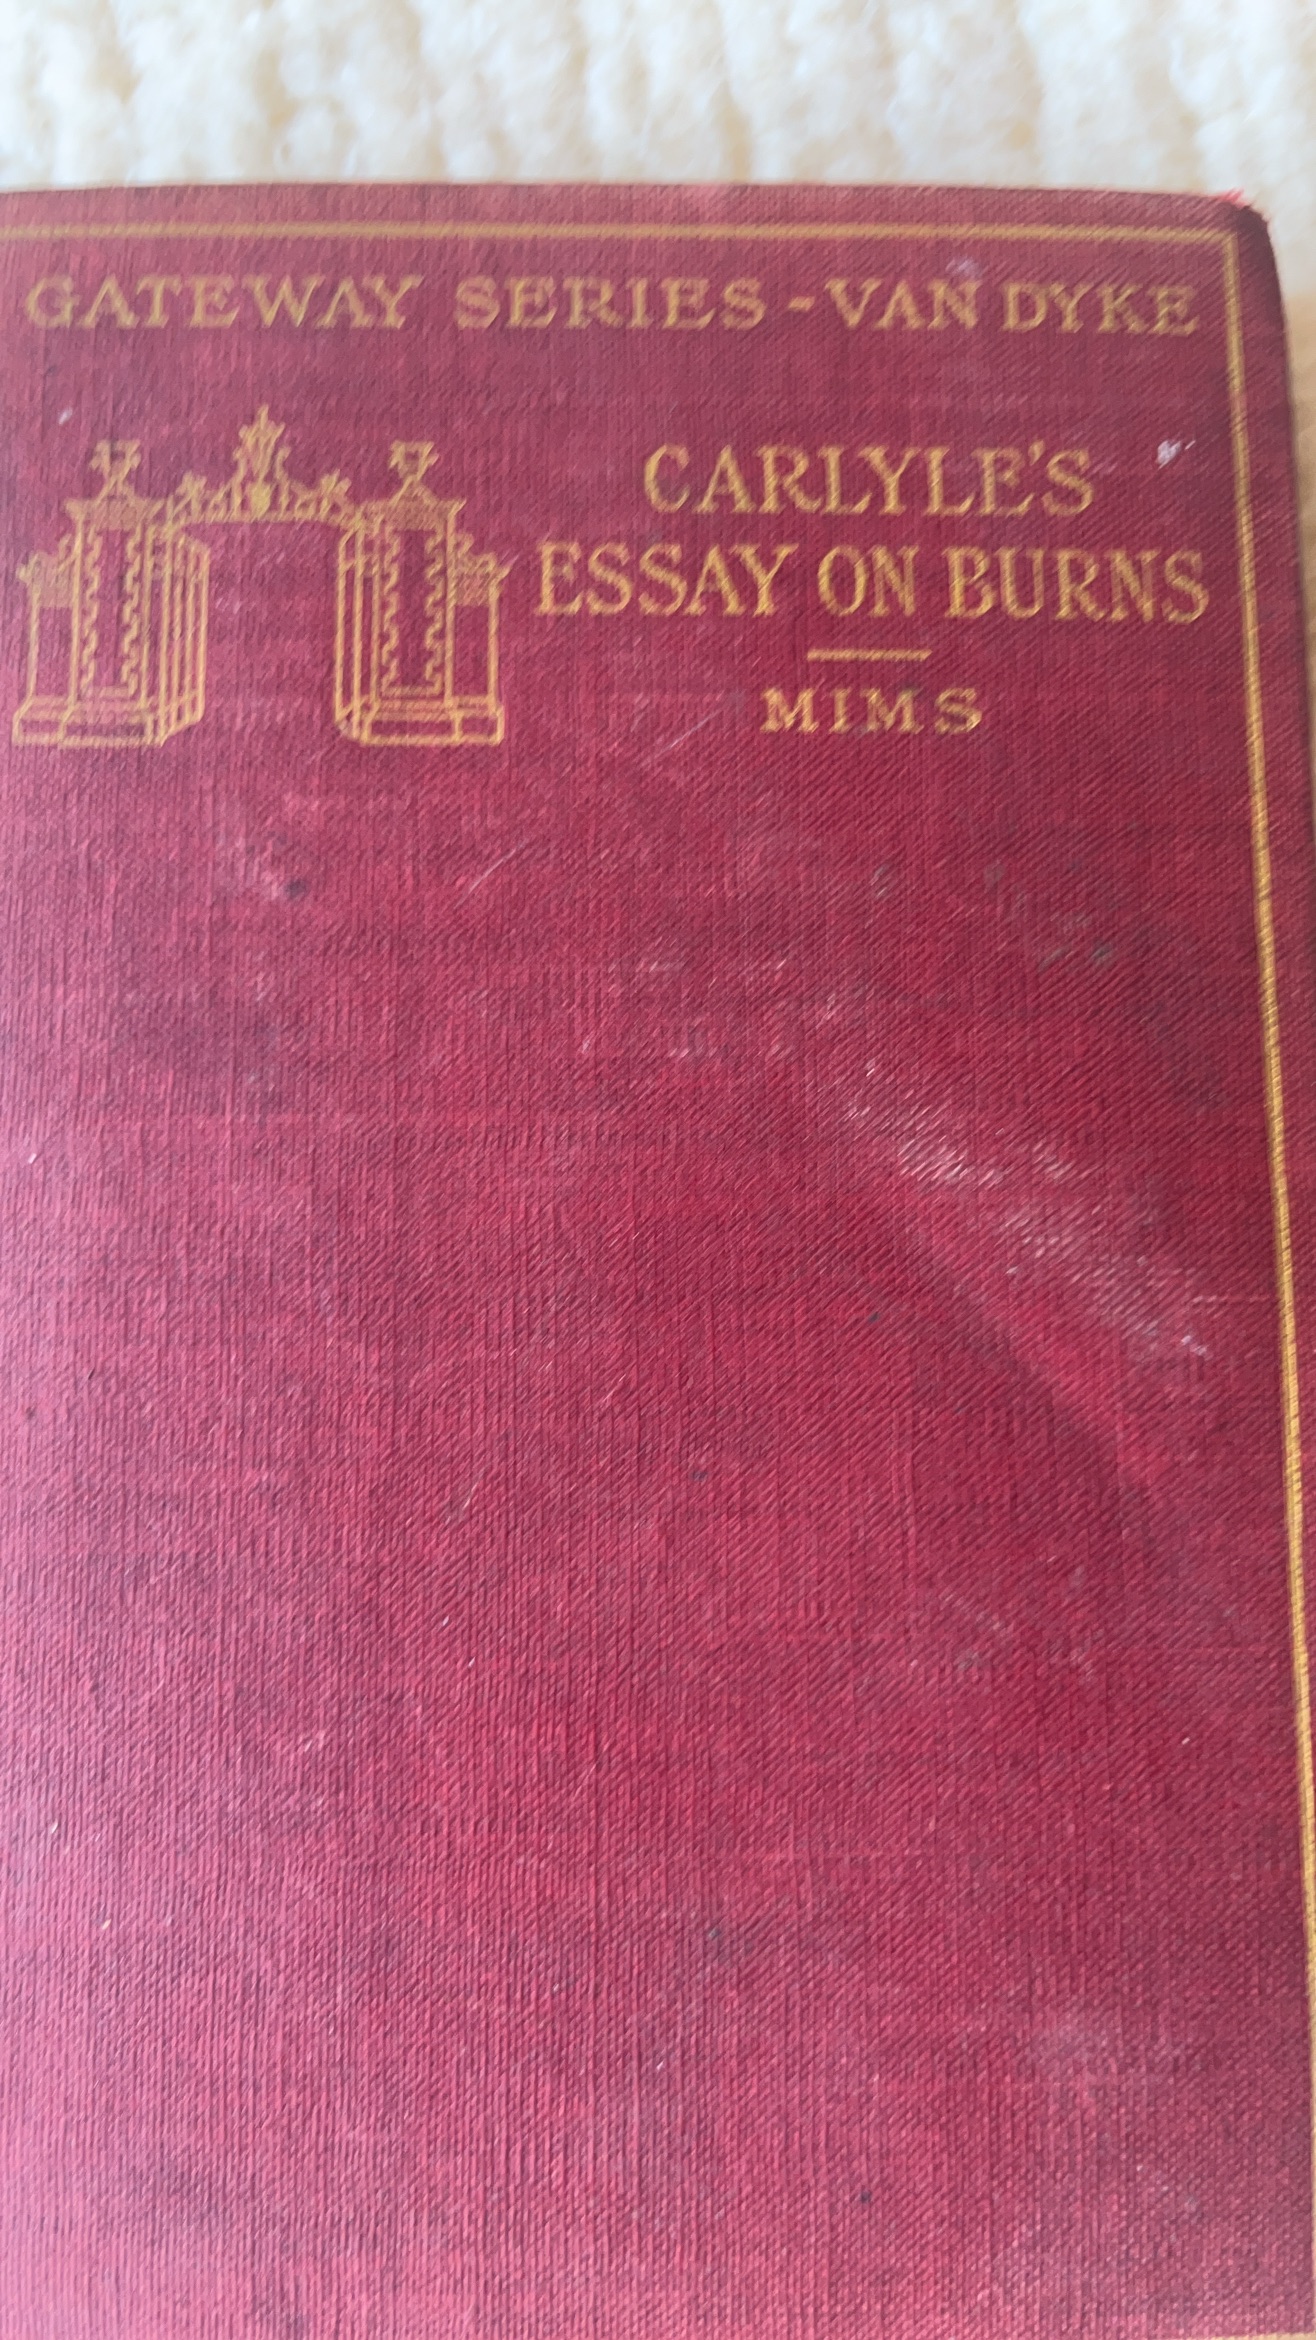 GATEWAY SERIES - VAN DYKE
CARLYLE'S
ESSAY ON BURNS
MIMS